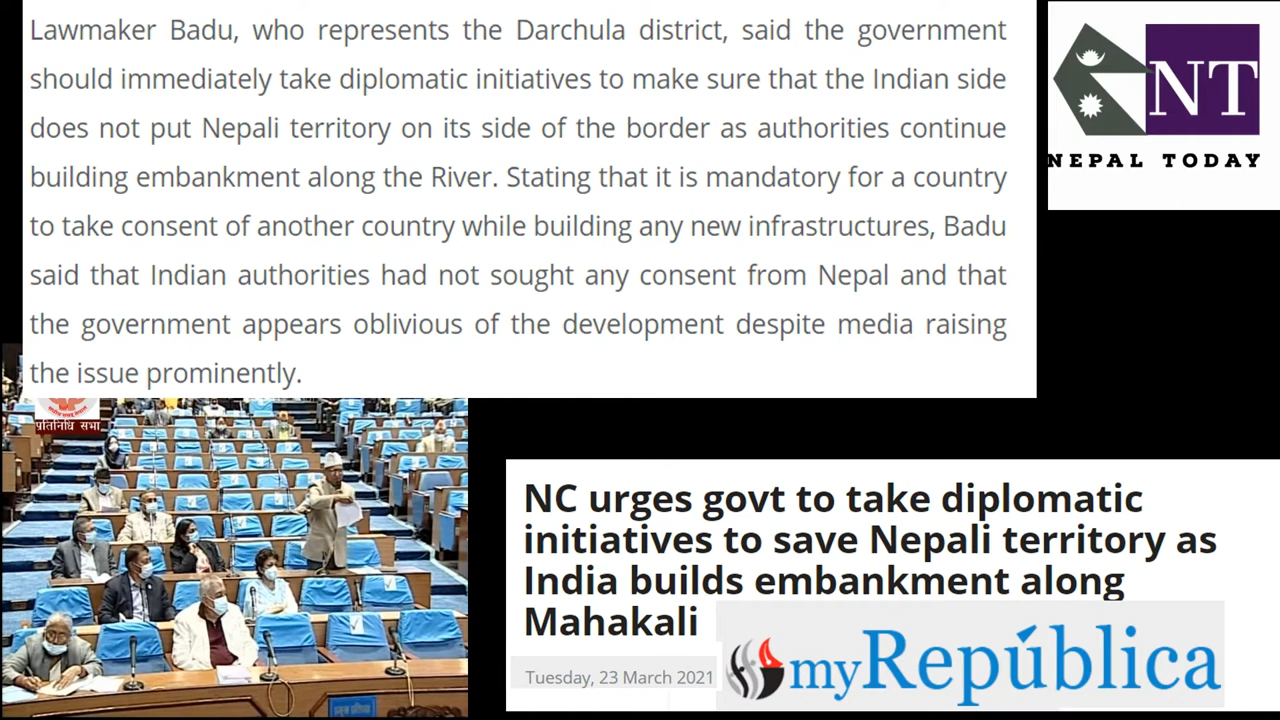 Lawmaker Badu, who represents the Darchula district, said the government
should immediately take diplomatic initiatives to make sure that the Indian side
does not put Nepali territory on its side of the border as authorities continue
building embankment along the River. Stating that it is mandatory for a country
to take consent of another country while building any new infrastructures, Badu
said that Indian authorities had not sought any consent from Nepal and that
the government appears oblivious of the development despite media raising
the issue prominently.
NT
NEPAL TODAY
प्रतिनिधि सभा
NC urges govt to take diplomatic
initiatives to save Nepali territory as
India builds embankment along
Mahakali
Tuesday, 23 March 2021
myRepública